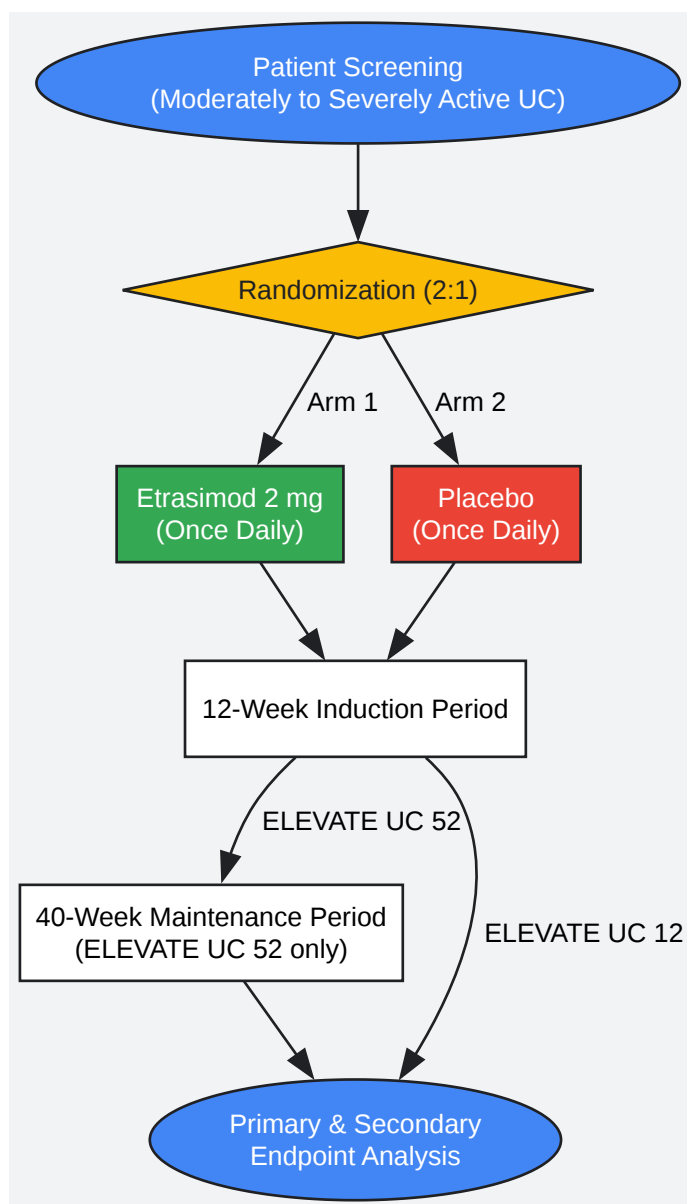 Patient Screening
(Moderately to Severely Active UC)
Randomization (2:1)
Arm 1
Arm 2
Etrasimod 2 mg
(Once Daily)
Placebo
(Once Daily)
12-Week Induction Period
ELEVATE UC 52
40-Week Maintenance Period
(ELEVATE UC 52 only)
ELEVATE UC 12
Primary & Secondary
Endpoint Analysis